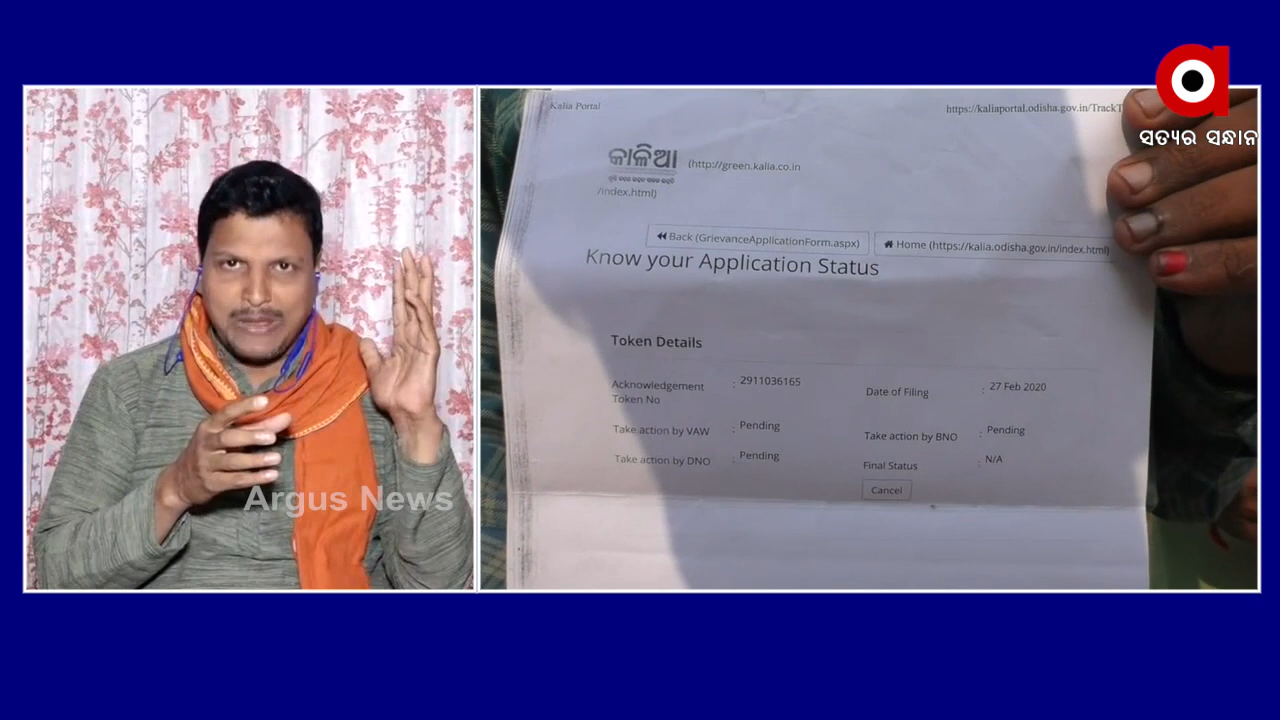 ସତ୍ୟର ସନ୍ଧାନ
Argus News
Kalia Portal
https://kaliaportal.odisha.gov.in/TrackT
କାଳିଆ (http://green.kalia.co.in
/index.html)
Back (GrievanceApplicationForm.aspx) Home (https://kalia.odisha.gov.in/index.html)
Know your Application Status
Token Details
Acknowledgement Token No : 2911036165 Date of Filing : 27 Feb 2020
Take action by VAW : Pending Take action by BNO : Pending
Take action by DNO : Pending Final Status : N/A
Cancel